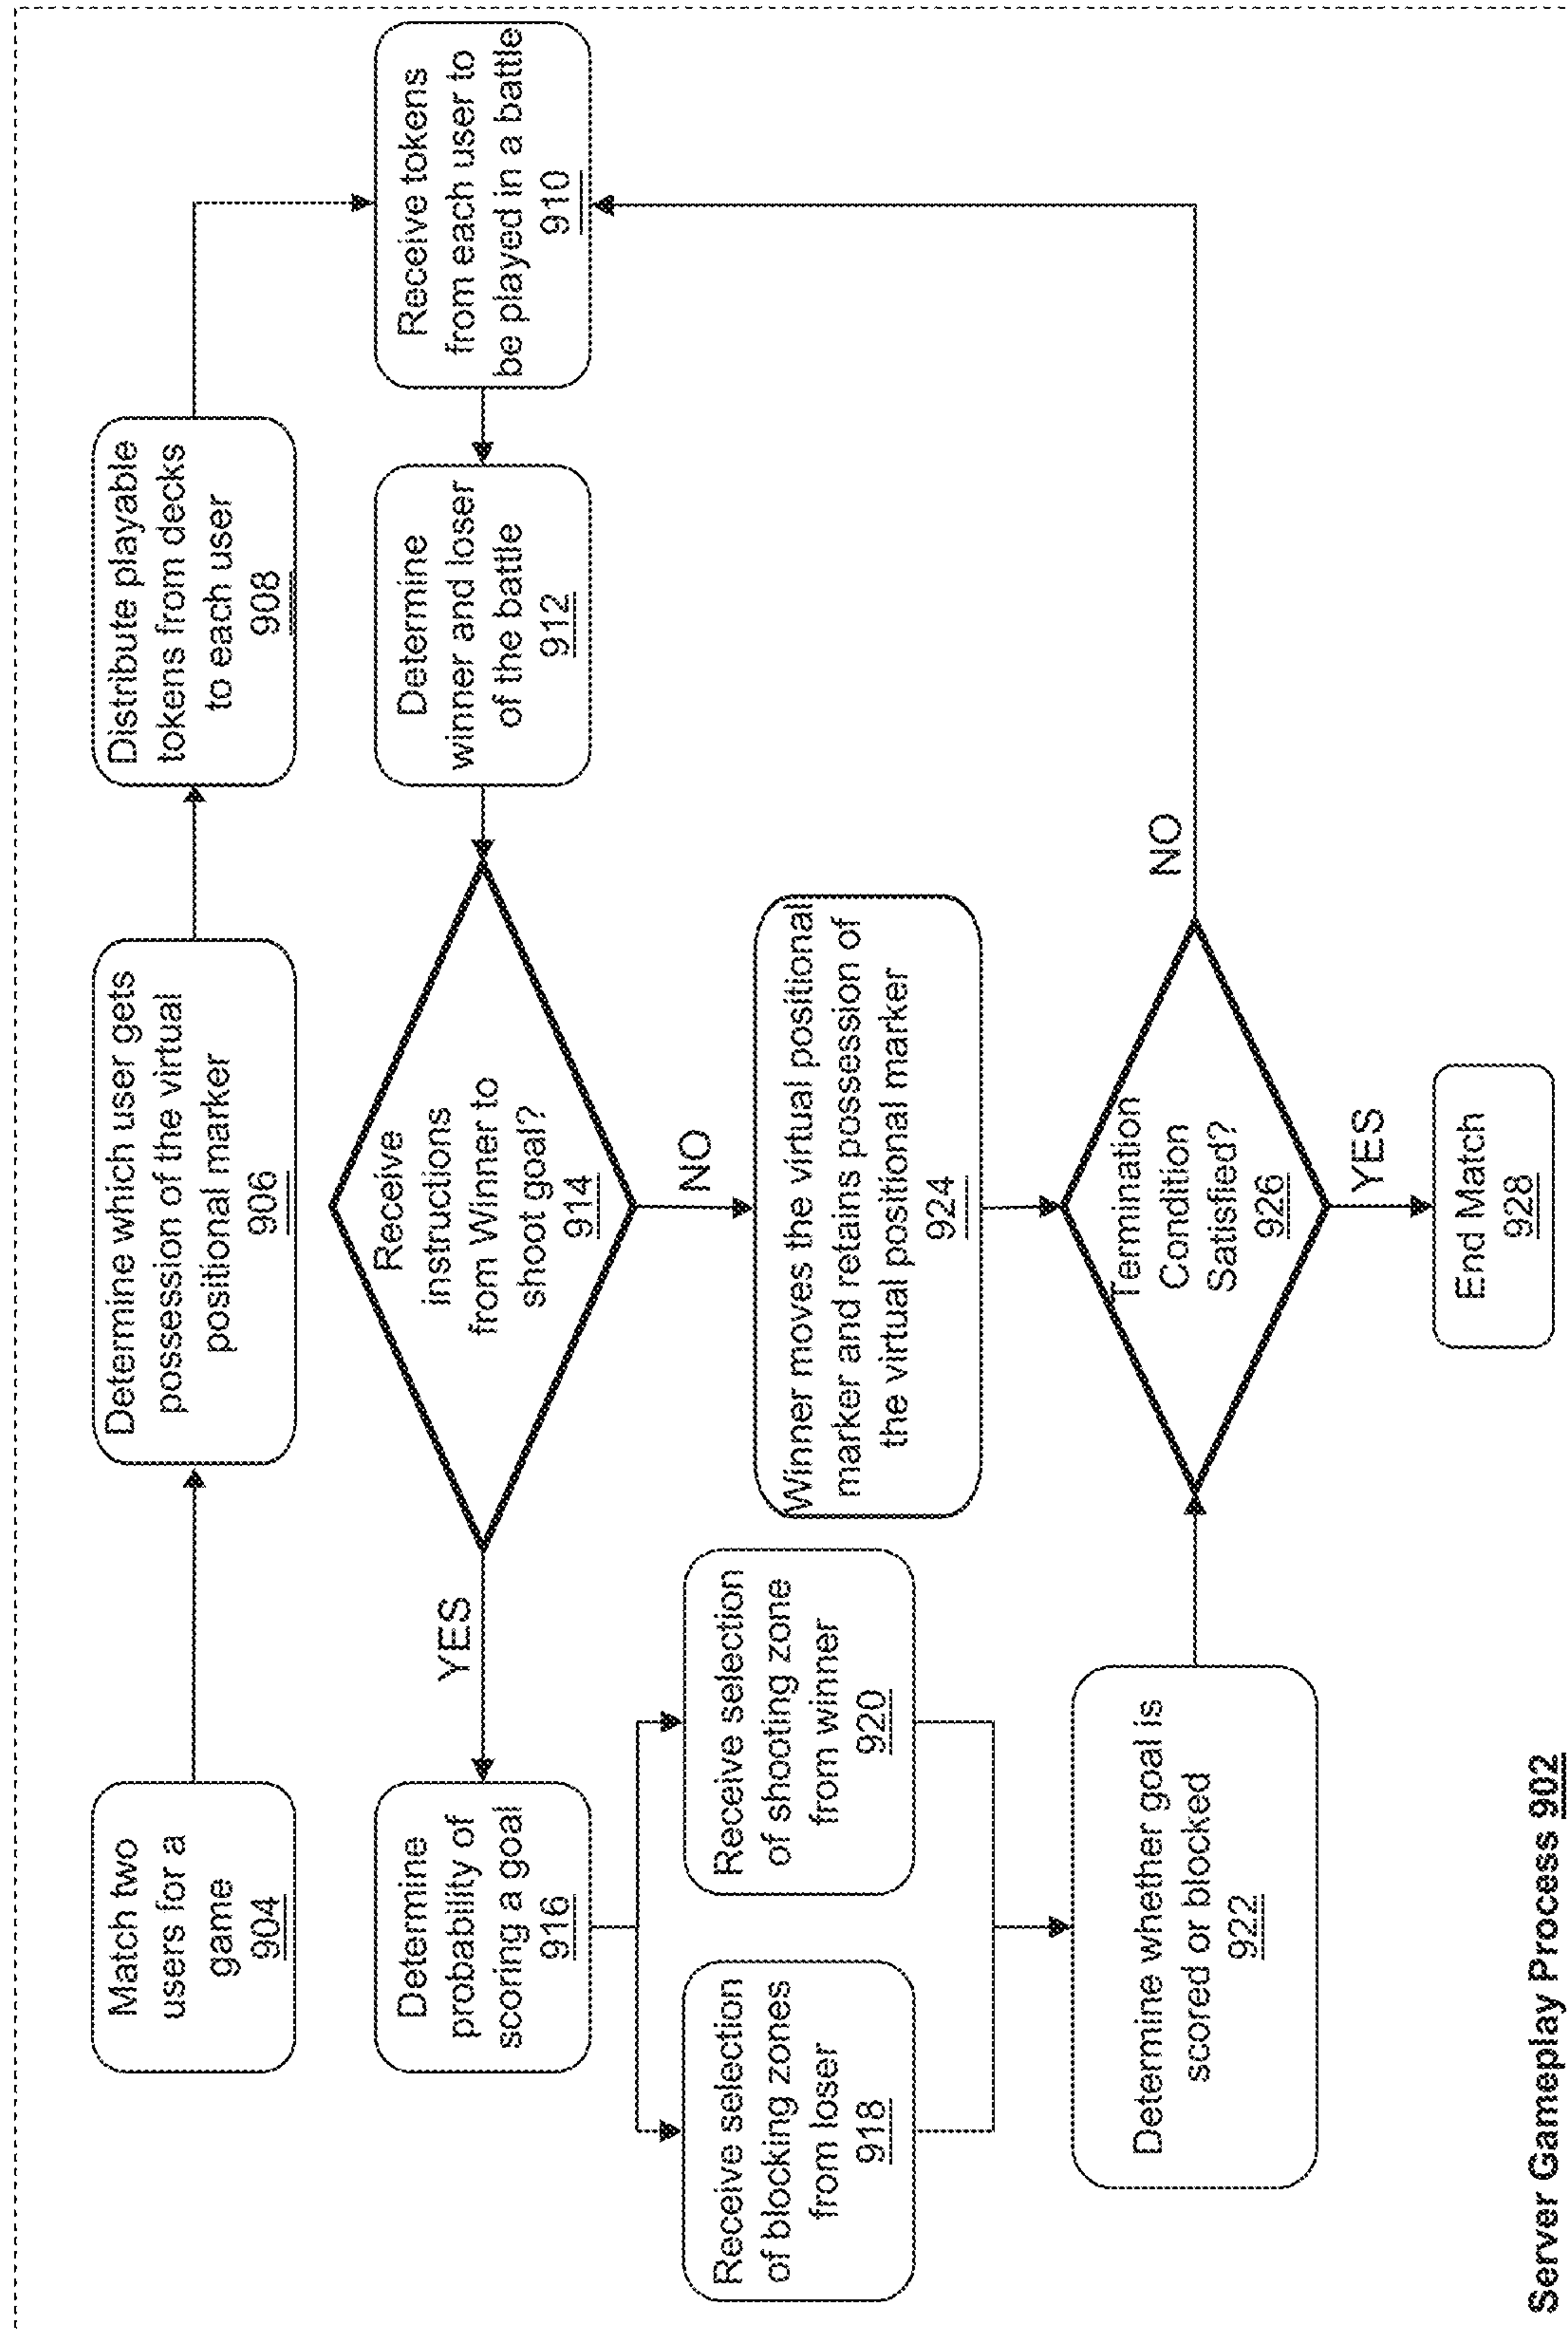 Match two
users for a
game
904
Determine which user gets
possession of the virtual
positional marker
906
Distribute playable
tokens from decks
to each user
908
Receive tokens
from each user to
be played in a battle
910
Determine
winner and loser
of the battle
912
Receive
instructions
from Winner to
shoot goal?
914
YES
NO
Determine
probability of
scoring a goal
916
Receive selection
of blocking zones
from loser
918
Receive selection
of shooting zone
from winner
920
Winner moves the virtual positional
marker and retains possession of
the virtual positional marker
924
Determine whether goal is
scored or blocked
922
Termination
Condition
Satisfied?
926
NO
YES
End Match
928
Server Gameplay Process 902